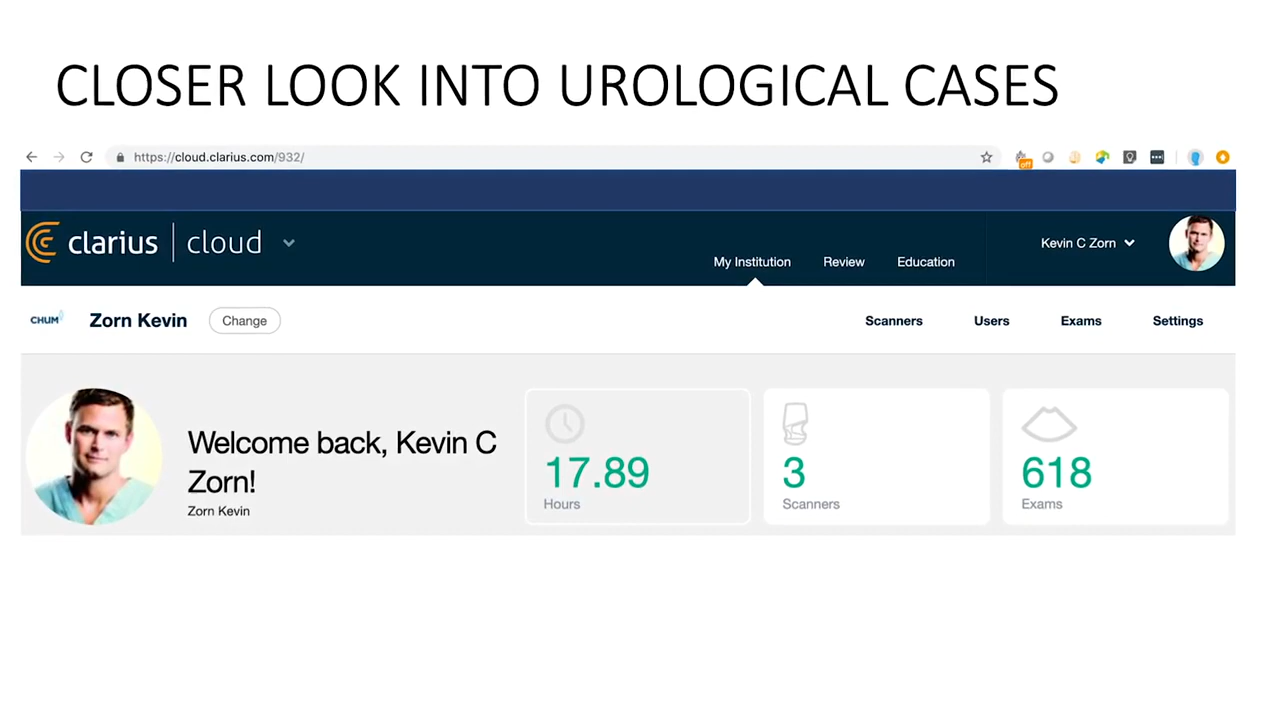 CLOSER LOOK INTO UROLOGICAL CASES
https://cloud.clarius.com/932/
off
clarius | cloud
My Institution Review Education
Kevin C Zorn
CHUM
Zorn Kevin
Change
Scanners Users Exams Settings
Welcome back, Kevin C
Zorn!
Zorn Kevin
17.89
Hours
3
Scanners
618
Exams